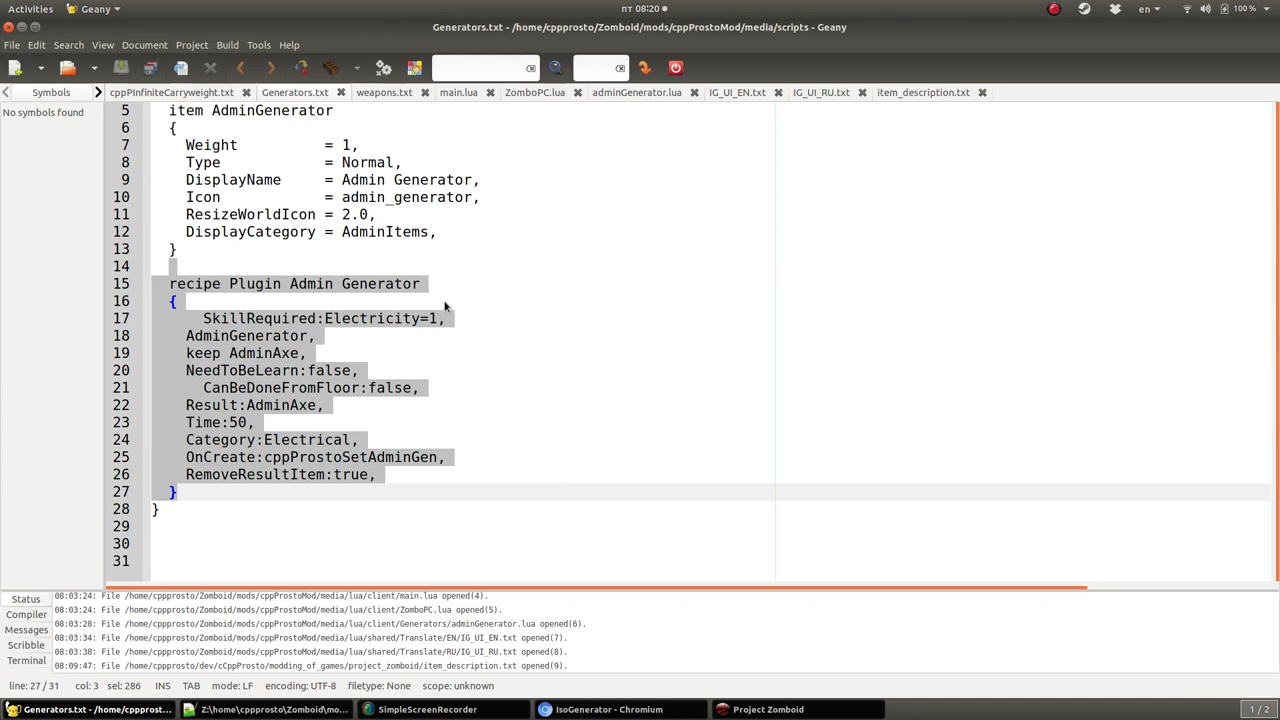 Activities Geany пт 08:20 en 100 %
Generators.txt - /home/cppprosto/Zomboid/mods/cppProstoMod/media/scripts - Geany
File Edit Search View Document Project Build Tools Help
Symbols cppPInfiniteCarryweight.txt Generators.txt weapons.txt main.lua ZomboPC.lua adminGenerator.lua IG_UI_EN.txt IG_UI_RU.txt item_description.txt
No symbols found
5 item AdminGenerator
6 {
7 Weight = 1,
8 Type = Normal,
9 DisplayName = Admin Generator,
10 Icon = admin_generator,
11 ResizeWorldIcon = 2.0,
12 DisplayCategory = AdminItems,
13 }
14
15 recipe Plugin Admin Generator
16 {
17 SkillRequired:Electricity=1,
18 AdminGenerator,
19 keep AdminAxe,
20 NeedToBeLearn:false,
21 CanBeDoneFromFloor:false,
22 Result:AdminAxe,
23 Time:50,
24 Category:Electrical,
25 OnCreate:cppProstoSetAdminGen,
26 RemoveResultItem:true,
27 }
28 }
29
30
31
Status
Compiler
Messages
Scribble
Terminal
08:03:24: File /home/cppprosto/Zomboid/mods/cppProstoMod/media/lua/client/main.lua opened(4).
08:03:24: File /home/cppprosto/Zomboid/mods/cppProstoMod/media/lua/client/ZomboPC.lua opened(5).
08:03:28: File /home/cppprosto/Zomboid/mods/cppProstoMod/media/lua/client/Generators/adminGenerator.lua opened(6).
08:03:34: File /home/cppprosto/Zomboid/mods/cppProstoMod/media/lua/shared/Translate/EN/IG_UI_EN.txt opened(7).
08:03:38: File /home/cppprosto/Zomboid/mods/cppProstoMod/media/lua/shared/Translate/RU/IG_UI_RU.txt opened(8).
08:09:47: File /home/cppprosto/dev/cCppProsto/modding_of_games/project_zomboid/item_description.txt opened(9).
line: 27 / 31 col: 3 sel: 286 INS TAB mode: LF encoding: UTF-8 filetype: None scope: unknown
Generators.txt - /home/cppprost... Z:\home\cppprosto\Zomboid\mo... SimpleScreenRecorder IsoGenerator - Chromium Project Zomboid 1 / 2